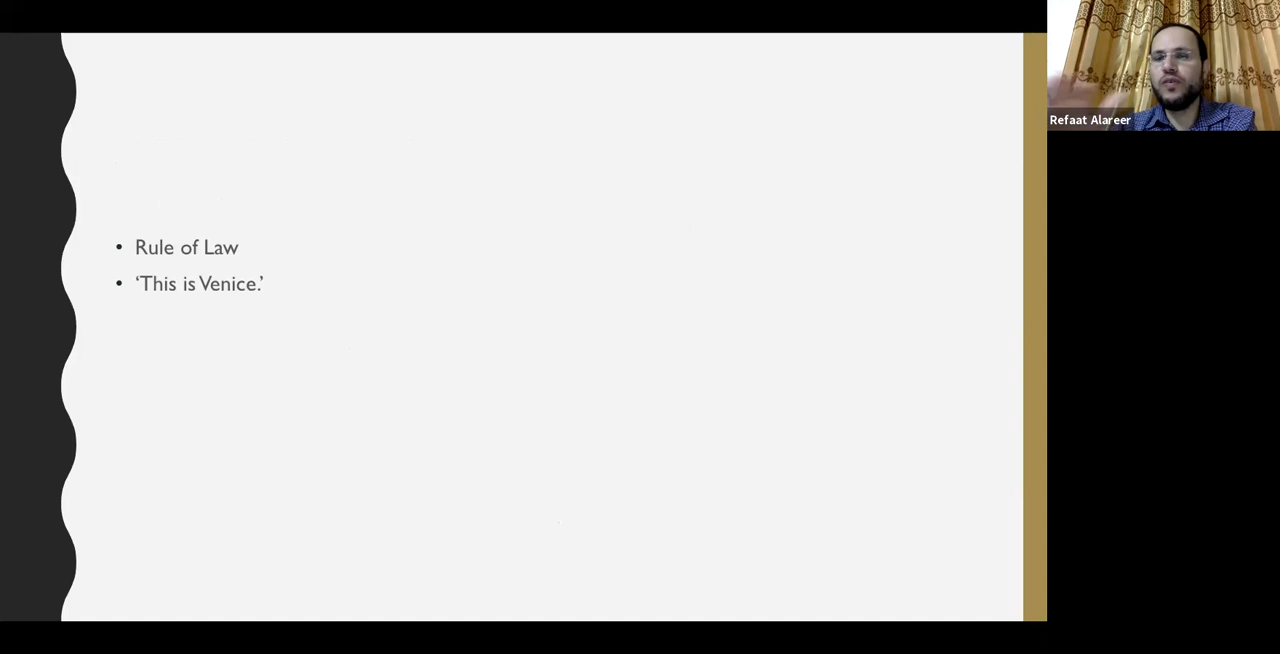 • Rule of Law
• ‘This is Venice.’
Refaat Alareer